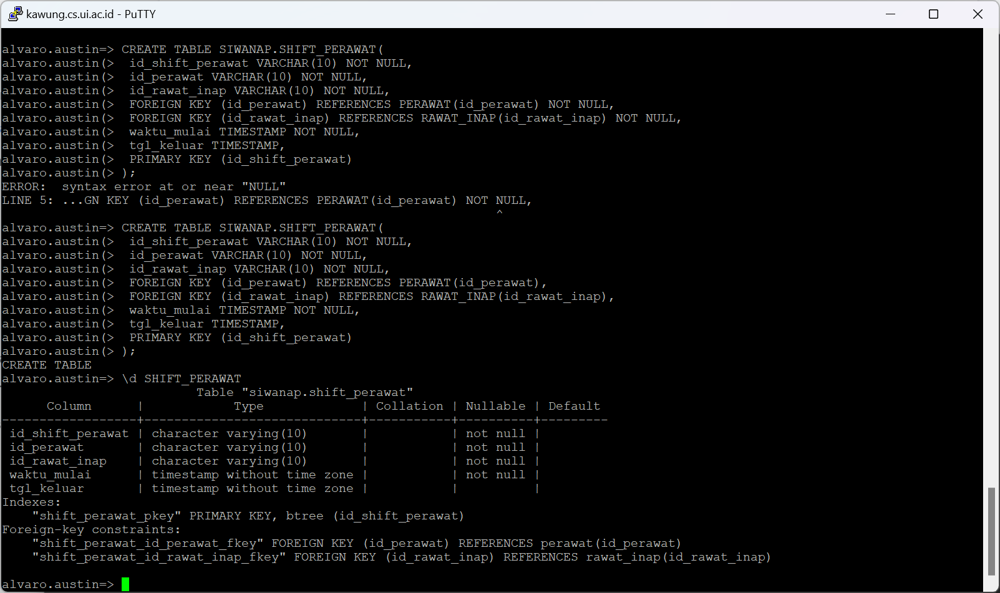 kawung.cs.ui.ac.id - PuTTY
alvaro.austin=> CREATE TABLE SIWANAP.SHIFT_PERAWAT(
alvaro.austin(>  id_shift_perawat VARCHAR(10) NOT NULL,
alvaro.austin(>  id_perawat VARCHAR(10) NOT NULL,
alvaro.austin(>  id_rawat_inap VARCHAR(10) NOT NULL,
alvaro.austin(>  FOREIGN KEY (id_perawat) REFERENCES PERAWAT(id_perawat) NOT NULL,
alvaro.austin(>  FOREIGN KEY (id_rawat_inap) REFERENCES RAWAT_INAP(id_rawat_inap) NOT NULL,
alvaro.austin(>  waktu_mulai TIMESTAMP NOT NULL,
alvaro.austin(>  tgl_keluar TIMESTAMP,
alvaro.austin(>  PRIMARY KEY (id_shift_perawat)
alvaro.austin(> );
ERROR:  syntax error at or near "NULL"
LINE 5: ...GN KEY (id_perawat) REFERENCES PERAWAT(id_perawat) NOT NULL,
                                                                  ^
alvaro.austin=> CREATE TABLE SIWANAP.SHIFT_PERAWAT(
alvaro.austin(>  id_shift_perawat VARCHAR(10) NOT NULL,
alvaro.austin(>  id_perawat VARCHAR(10) NOT NULL,
alvaro.austin(>  id_rawat_inap VARCHAR(10) NOT NULL,
alvaro.austin(>  FOREIGN KEY (id_perawat) REFERENCES PERAWAT(id_perawat),
alvaro.austin(>  FOREIGN KEY (id_rawat_inap) REFERENCES RAWAT_INAP(id_rawat_inap),
alvaro.austin(>  waktu_mulai TIMESTAMP NOT NULL,
alvaro.austin(>  tgl_keluar TIMESTAMP,
alvaro.austin(>  PRIMARY KEY (id_shift_perawat)
alvaro.austin(> );
CREATE TABLE
alvaro.austin=> \d SHIFT_PERAWAT
                          Table "siwanap.shift_perawat"
      Column      |            Type             | Collation | Nullable | Default
------------------+-----------------------------+-----------+----------+---------
 id_shift_perawat | character varying(10)       |           | not null |
 id_perawat       | character varying(10)       |           | not null |
 id_rawat_inap    | character varying(10)       |           | not null |
 waktu_mulai      | timestamp without time zone |           | not null |
 tgl_keluar       | timestamp without time zone |           |          |
Indexes:
    "shift_perawat_pkey" PRIMARY KEY, btree (id_shift_perawat)
Foreign-key constraints:
    "shift_perawat_id_perawat_fkey" FOREIGN KEY (id_perawat) REFERENCES perawat(id_perawat)
    "shift_perawat_id_rawat_inap_fkey" FOREIGN KEY (id_rawat_inap) REFERENCES rawat_inap(id_rawat_inap)
alvaro.austin=>